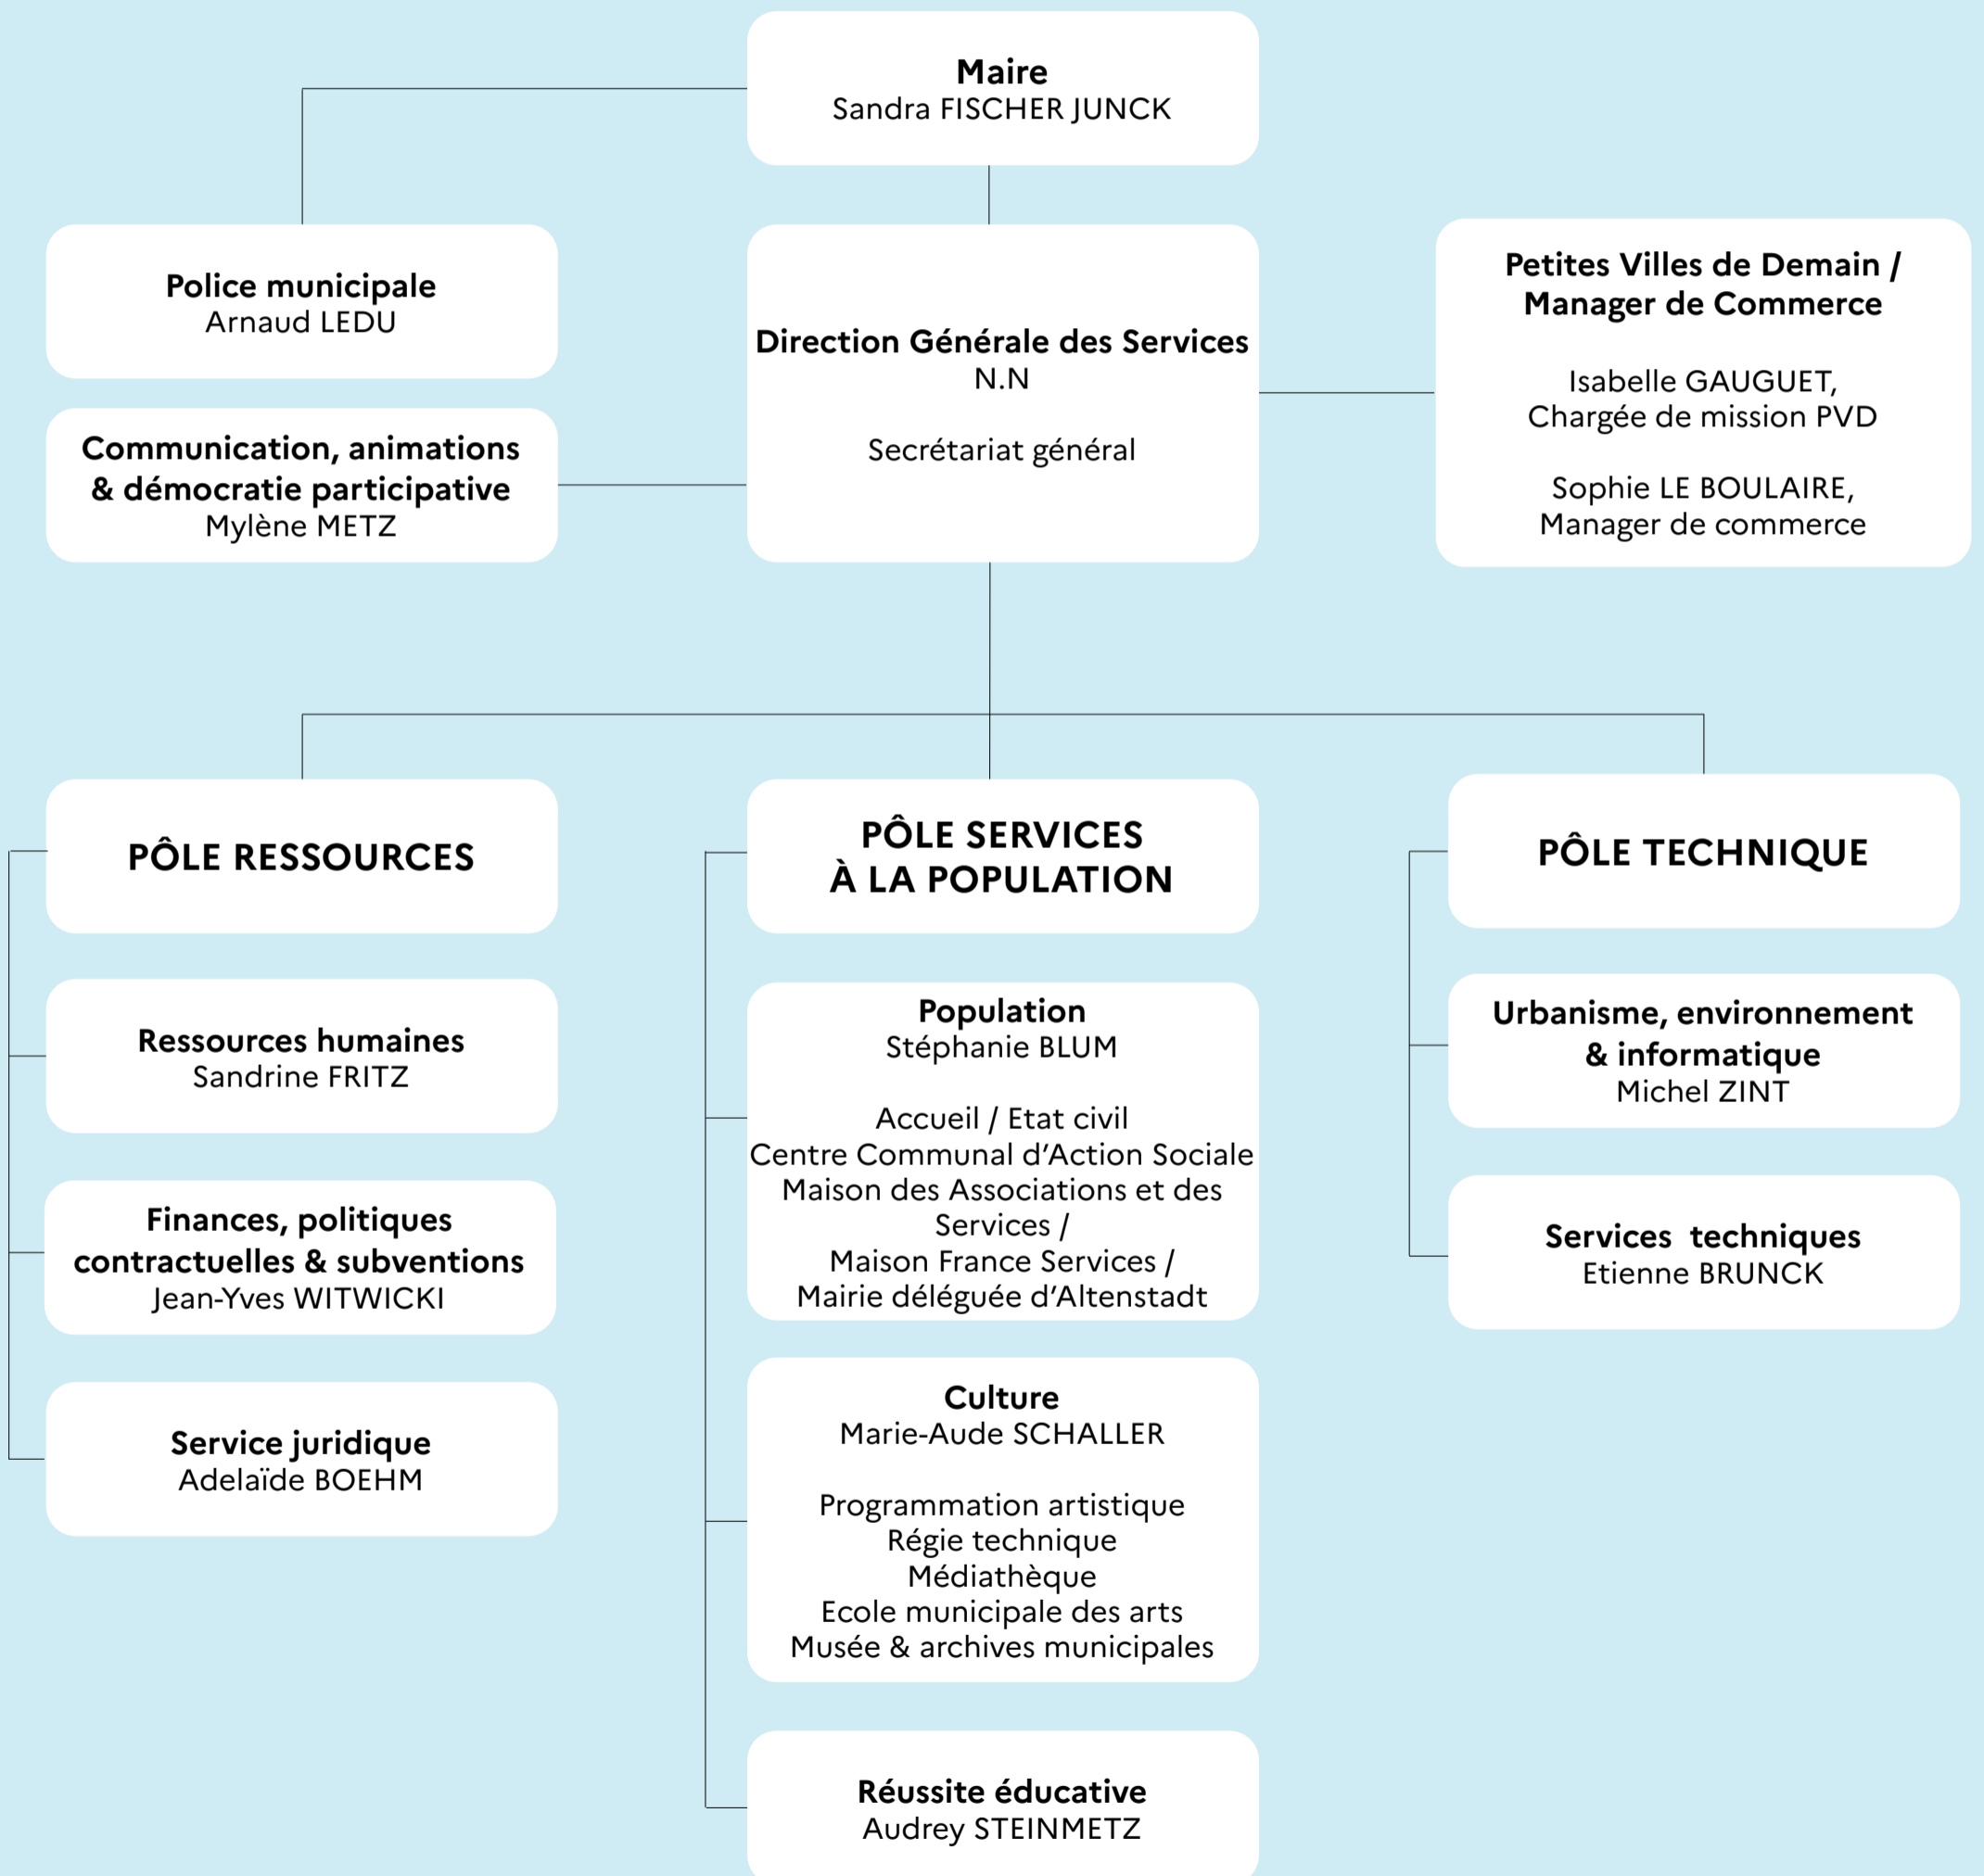 Maire
Sandra FISCHER JUNCK
Police municipale
Arnaud LEDU
Communication, animations
& démocratie participative
Mylène METZ
Direction Générale des Services
N.N
Secrétariat général
Petites Villes de Demain /
Manager de Commerce
Isabelle GAUGUET,
Chargée de mission PVD
Sophie LE BOULAIRE,
Manager de commerce
PÔLE RESSOURCES
Ressources humaines
Sandrine FRITZ
Finances, politiques
contractuelles & subventions
Jean-Yves WITWICKI
Service juridique
Adelaïde BOEHM
PÔLE SERVICES
À LA POPULATION
Population
Stéphanie BLUM
Accueil / Etat civil
Centre Communal d’Action Sociale
Maison des Associations et des
Services /
Maison France Services /
Mairie déléguée d’Altenstadt
Culture
Marie-Aude SCHALLER
Programmation artistique
Régie technique
Médiathèque
Ecole municipale des arts
Musée & archives municipales
Réussite éducative
Audrey STEINMETZ
PÔLE TECHNIQUE
Urbanisme, environnement
& informatique
Michel ZINT
Services techniques
Etienne BRUNCK